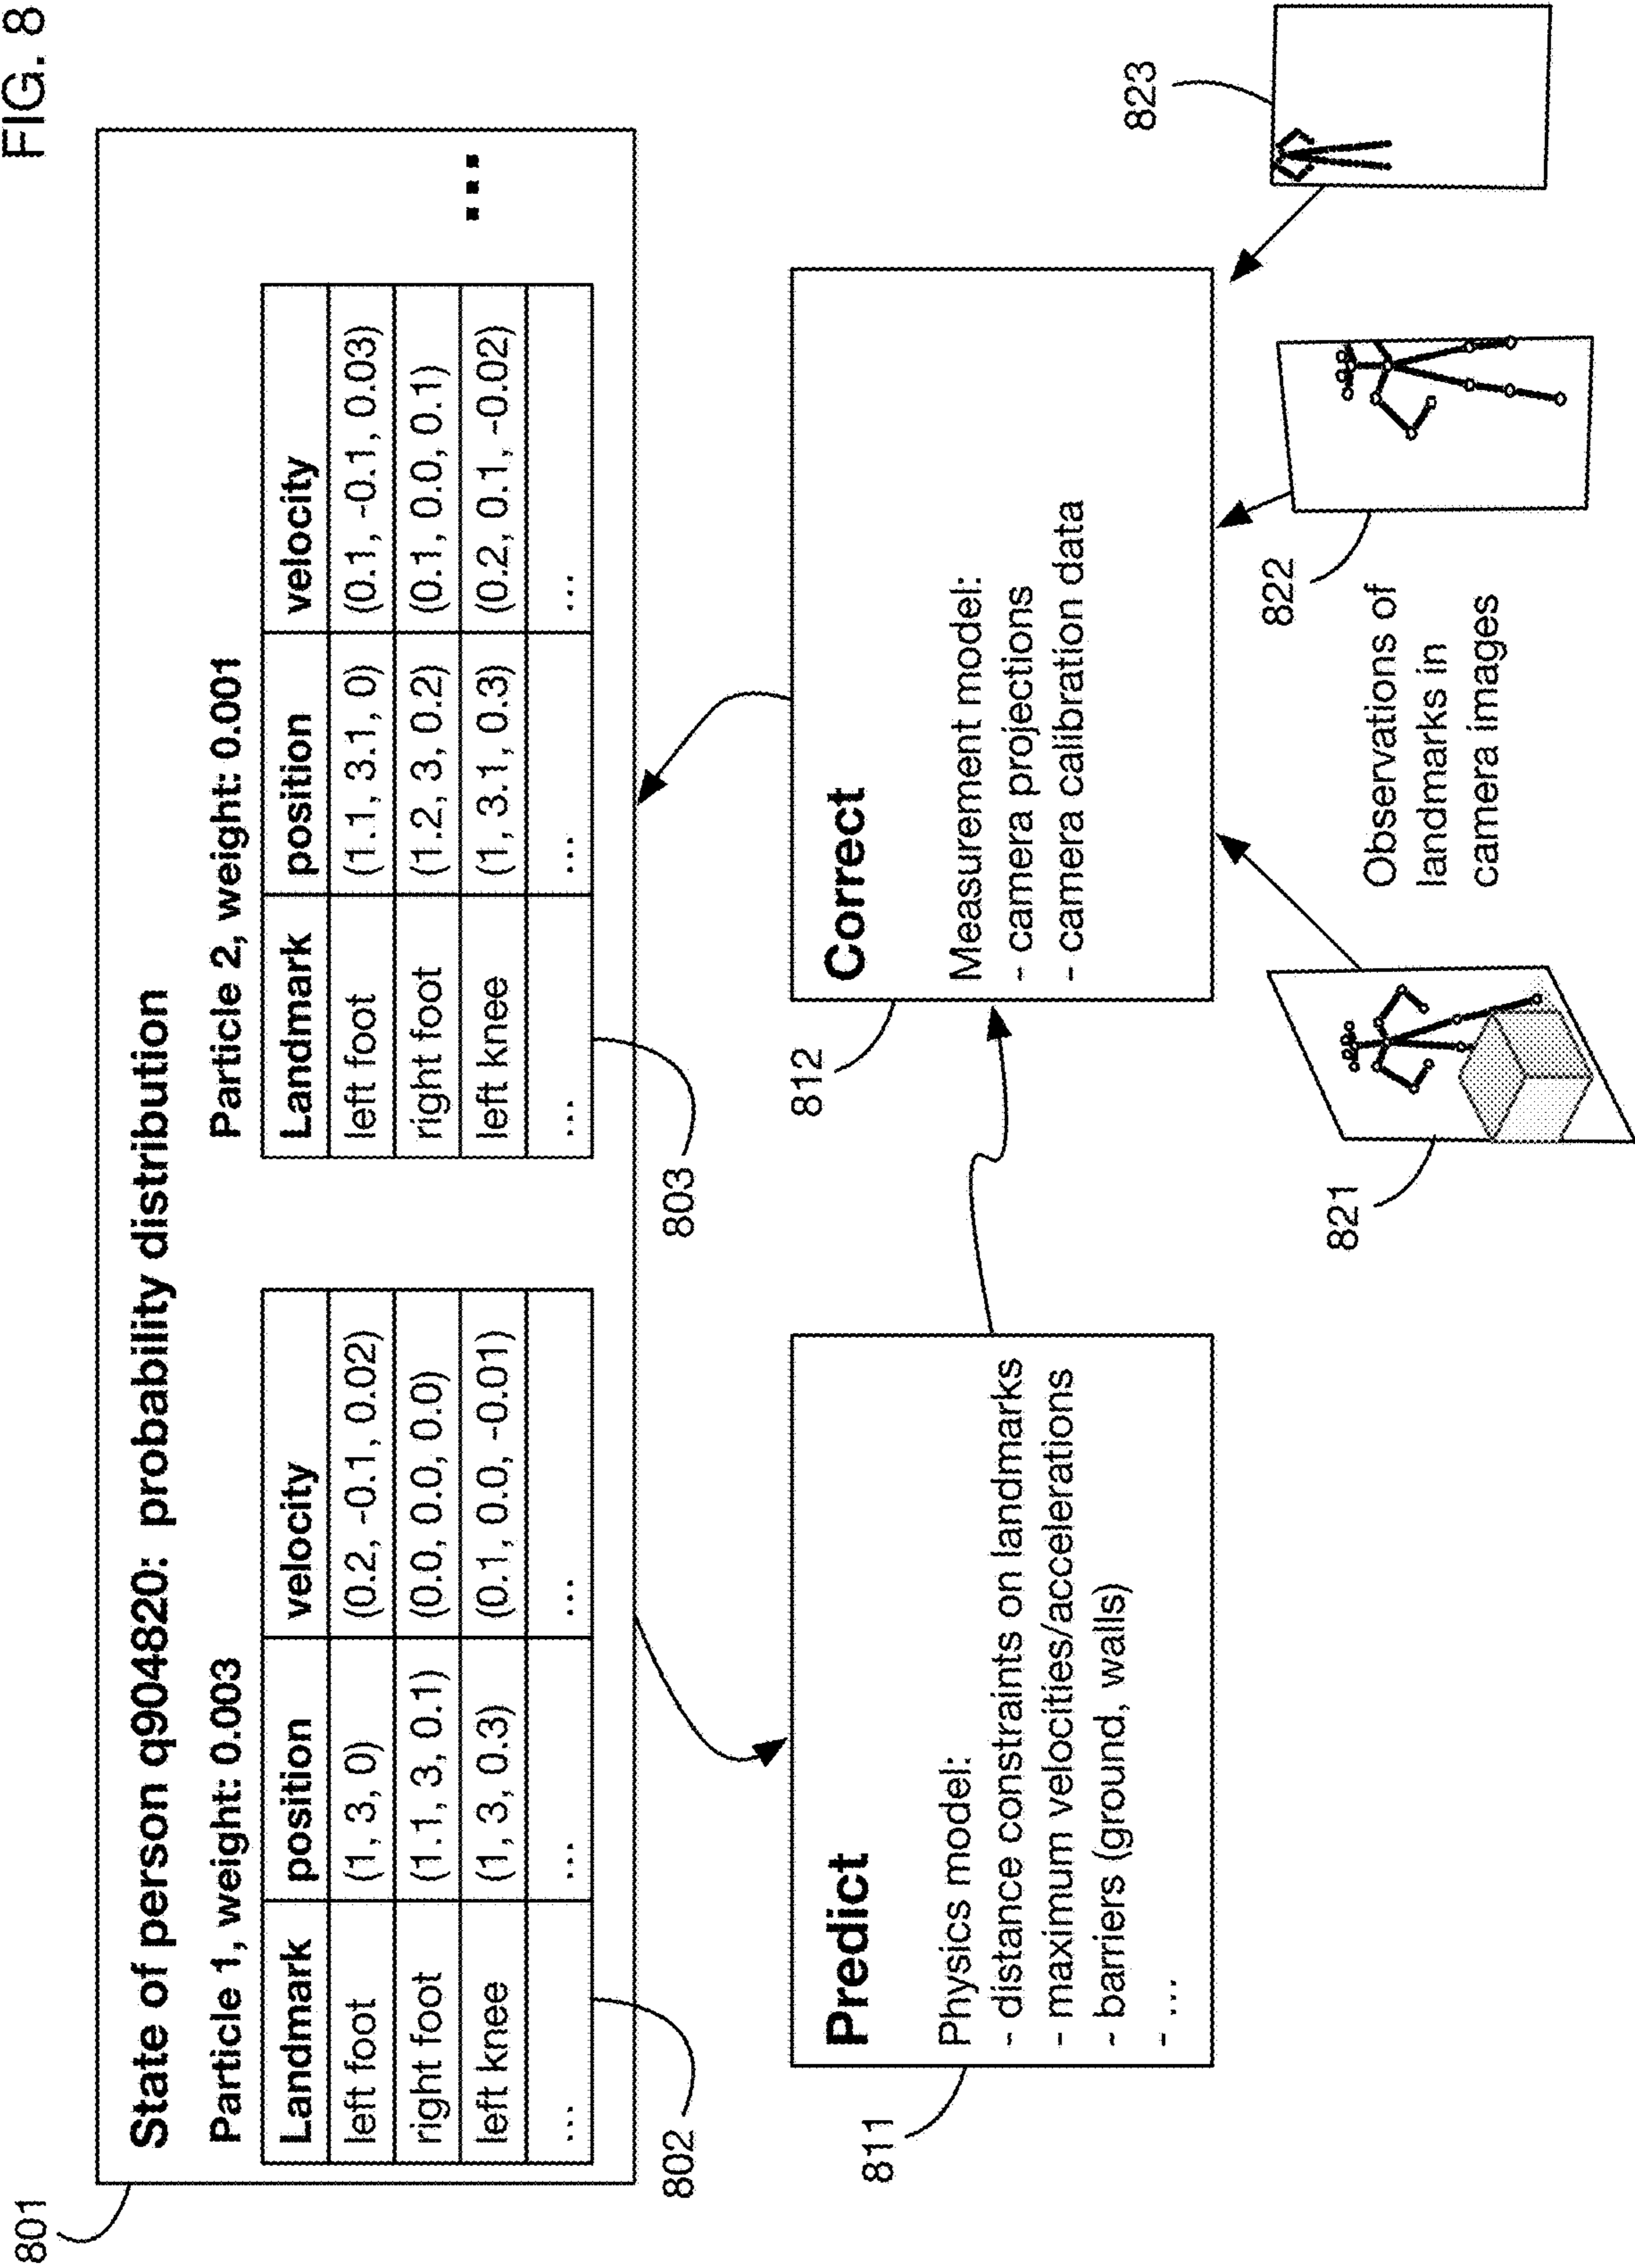 FIG. 8
801
State of person q904820: probability distribution
Particle 1, weight: 0.003
Landmark position velocity
left foot (1, 3, 0) (0.2, -0.1, 0.02)
right foot (1.1, 3, 0.1) (0.0, 0.0, 0.0)
left knee (1, 3, 0.3) (0.1, 0.0, -0.01)
... ... ...
802
Particle 2, weight: 0.001
Landmark position velocity
left foot (1.1, 3.1, 0) (0.1, -0.1, 0.03)
right foot (1.2, 3, 0.2) (0.1, 0.0, 0.1)
left knee (1, 3.1, 0.3) (0.2, 0.1, -0.02)
... ... ...
...
803
811
Predict
Physics model:
- distance constraints on landmarks
- maximum velocities/accelerations
- barriers (ground, walls)
- ...
812
Correct
Measurement model:
- camera projections
- camera calibration data
821
Observations of
landmarks in
camera images
822
823